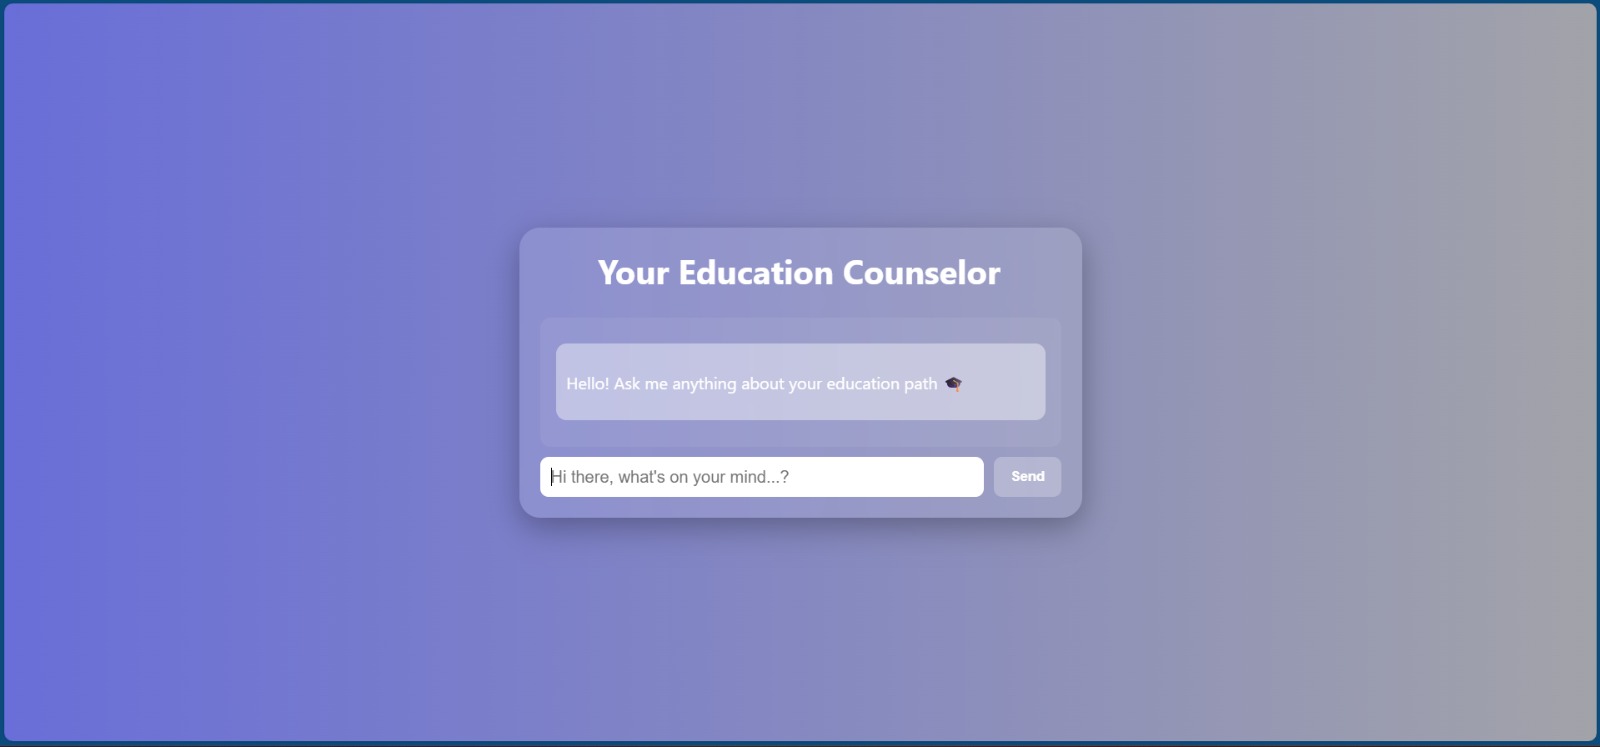 Your Education Counselor
Hello! Ask me anything about your education path 🎓
Hi there, what's on your mind...?
Send